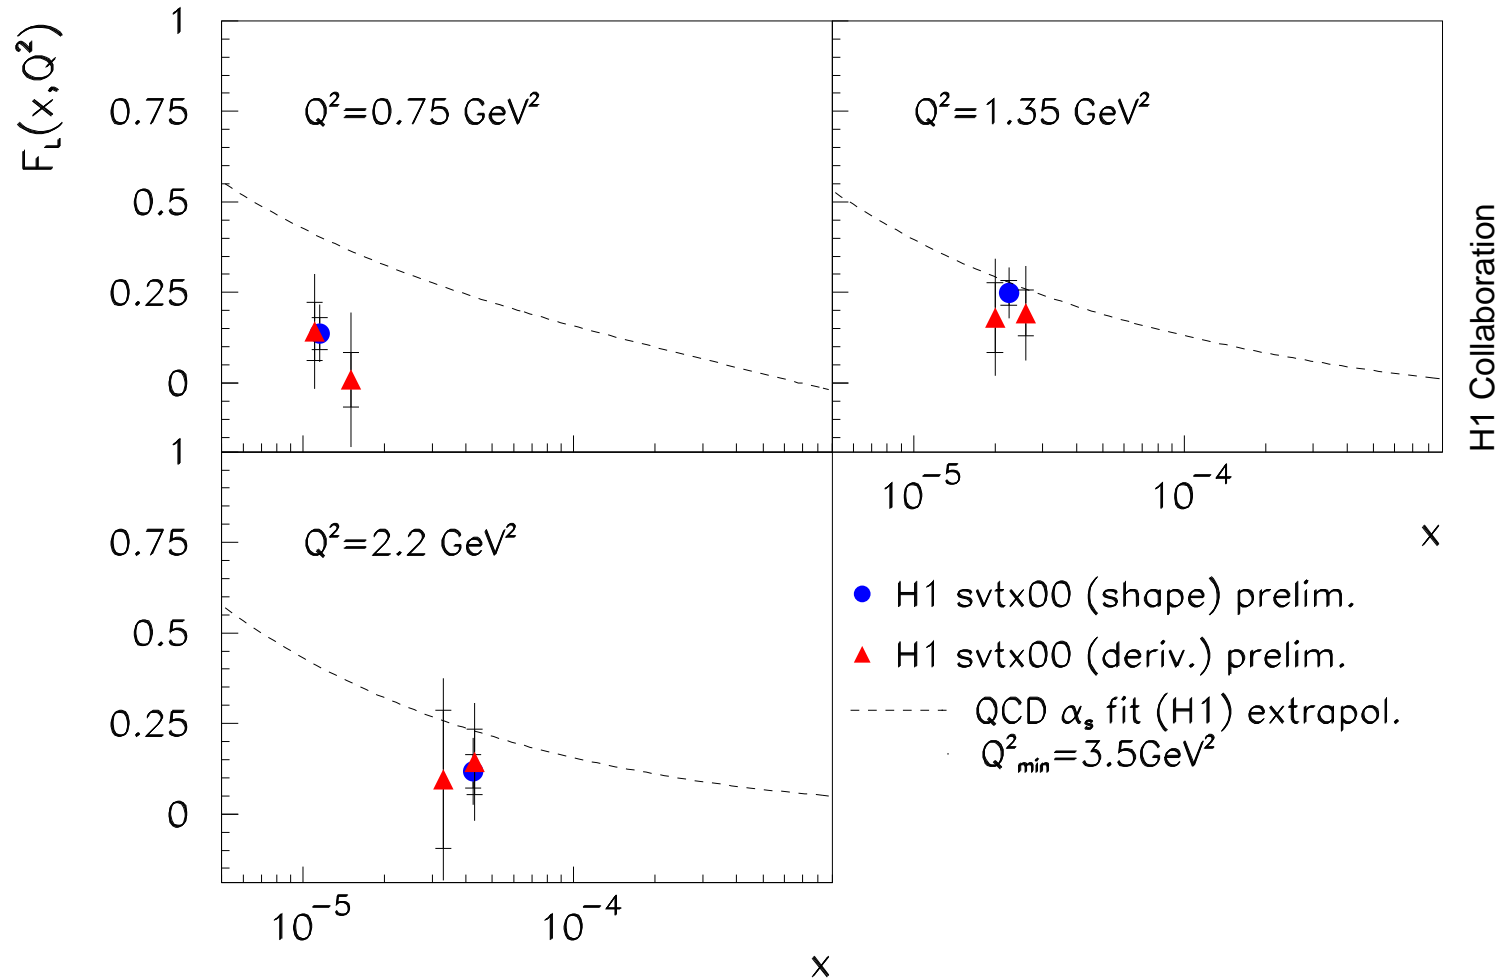 F_L(x,Q²)
1
0.75
0.5
0.25
0
Q²=0.75 GeV²
Q²=1.35 GeV²
H1 Collaboration
10⁻⁵
10⁻⁴
x
1
0.75
0.5
0.25
0
Q²=2.2 GeV²
10⁻⁵
10⁻⁴
x
H1 svtx00 (shape) prelim.
H1 svtx00 (deriv.) prelim.
QCD αₛ fit (H1) extrapol.
Q²_min=3.5GeV²